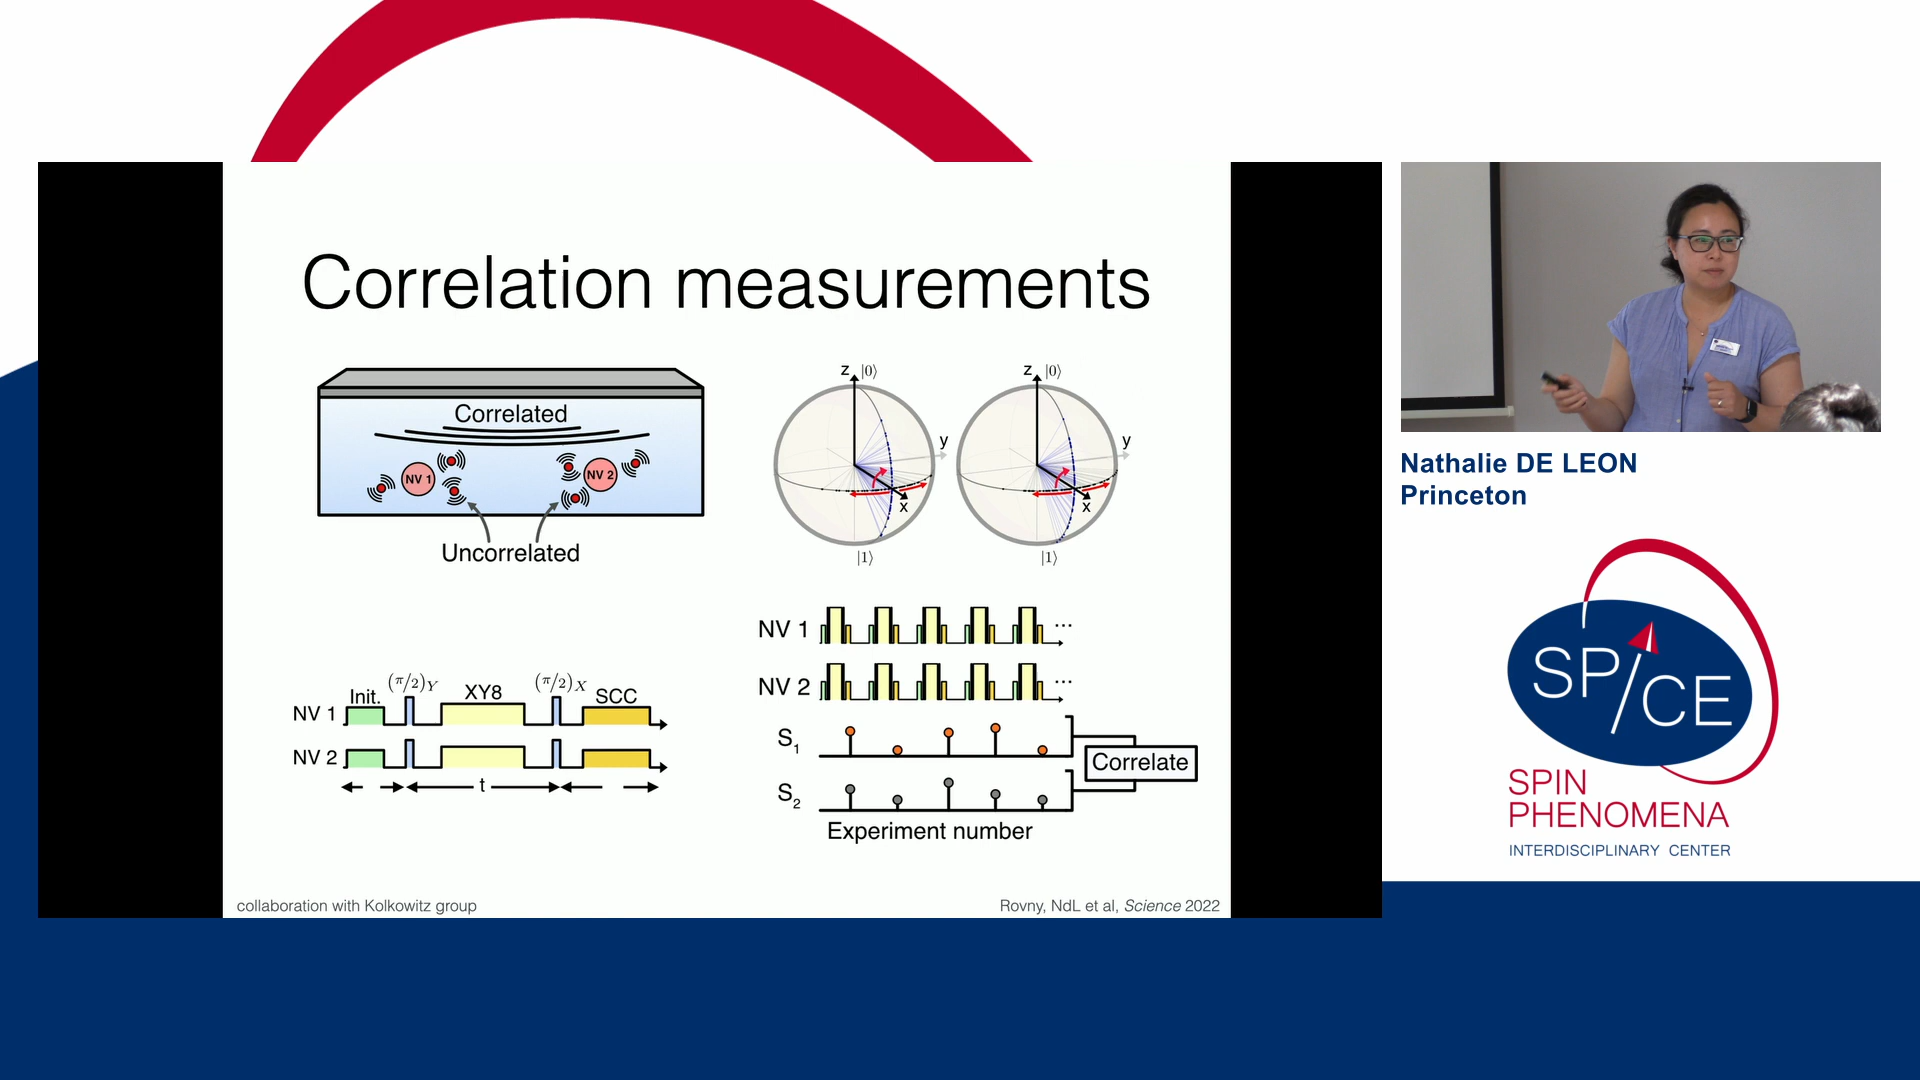 Correlation measurements
Correlated
NV 1
NV 2
Uncorrelated
z |0⟩
y
x
|1⟩
z |0⟩
y
x
|1⟩
Init. (π/2)Y XY8 (π/2)X SCC
NV 1
NV 2
t
NV 1 ...
NV 2 ...
S1
S2
Correlate
Experiment number
collaboration with Kolkowitz group
Rovny, NdL et al, Science 2022
Nathalie DE LEON
Princeton
SPICE
SPIN
PHENOMENA
INTERDISCIPLINARY CENTER